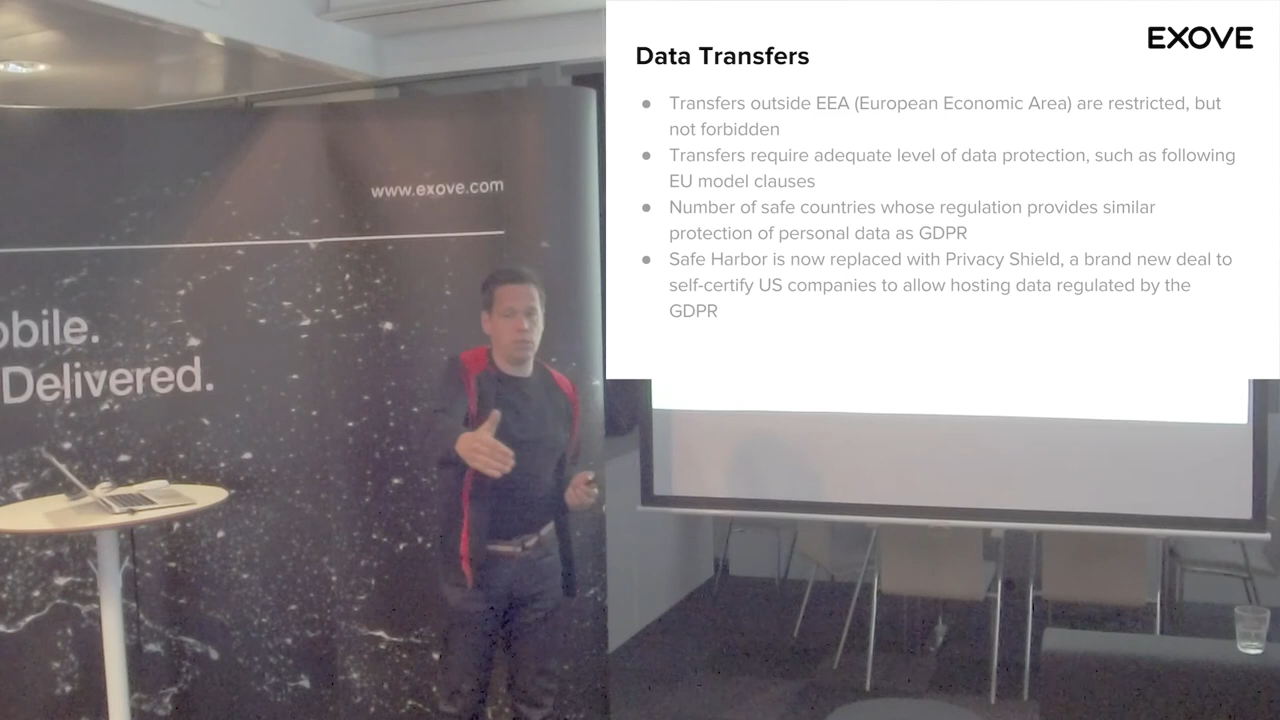 www.exove.com
obile.
Delivered.
EXOVE
Data Transfers
● Transfers outside EEA (European Economic Area) are restricted, but
not forbidden
● Transfers require adequate level of data protection, such as following
EU model clauses
● Number of safe countries whose regulation provides similar
protection of personal data as GDPR
● Safe Harbor is now replaced with Privacy Shield, a brand new deal to
self-certify US companies to allow hosting data regulated by the
GDPR